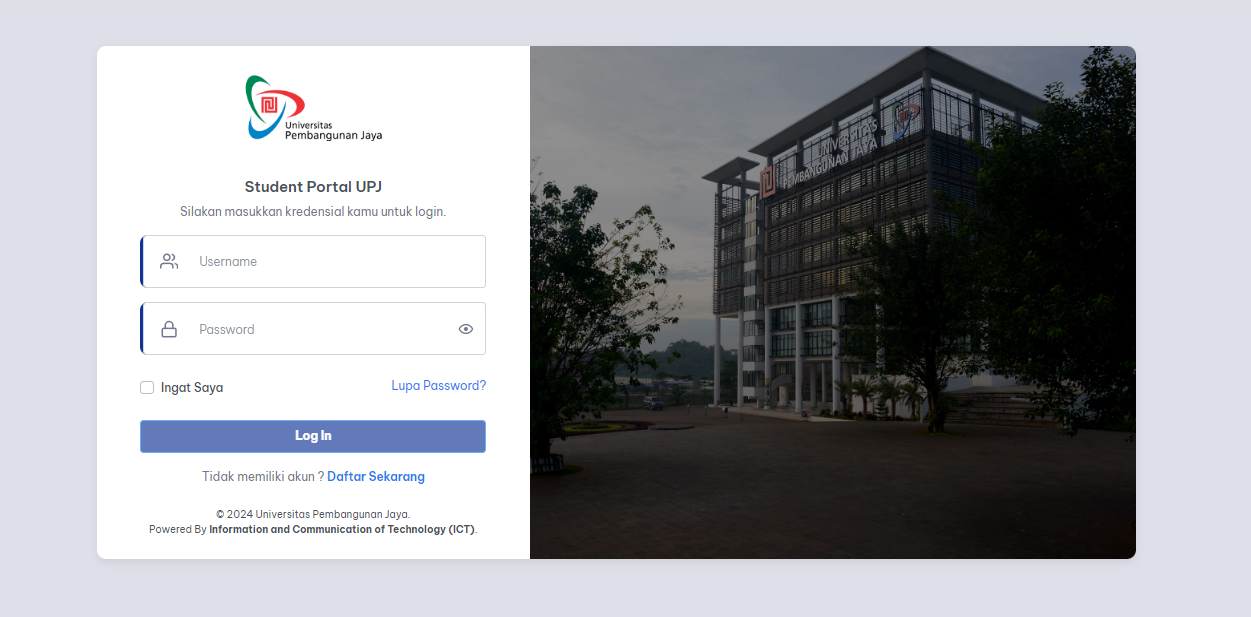 Universitas
Pembangunan Jaya
Student Portal UPJ
Silakan masukkan kredensial kamu untuk login.
Username
Password
Ingat Saya
Lupa Password?
Log In
Tidak memiliki akun ? Daftar Sekarang
© 2024 Universitas Pembangunan Jaya.
Powered By Information and Communication of Technology (ICT).
UNIVERSITAS
PEMBANGUNAN JAYA